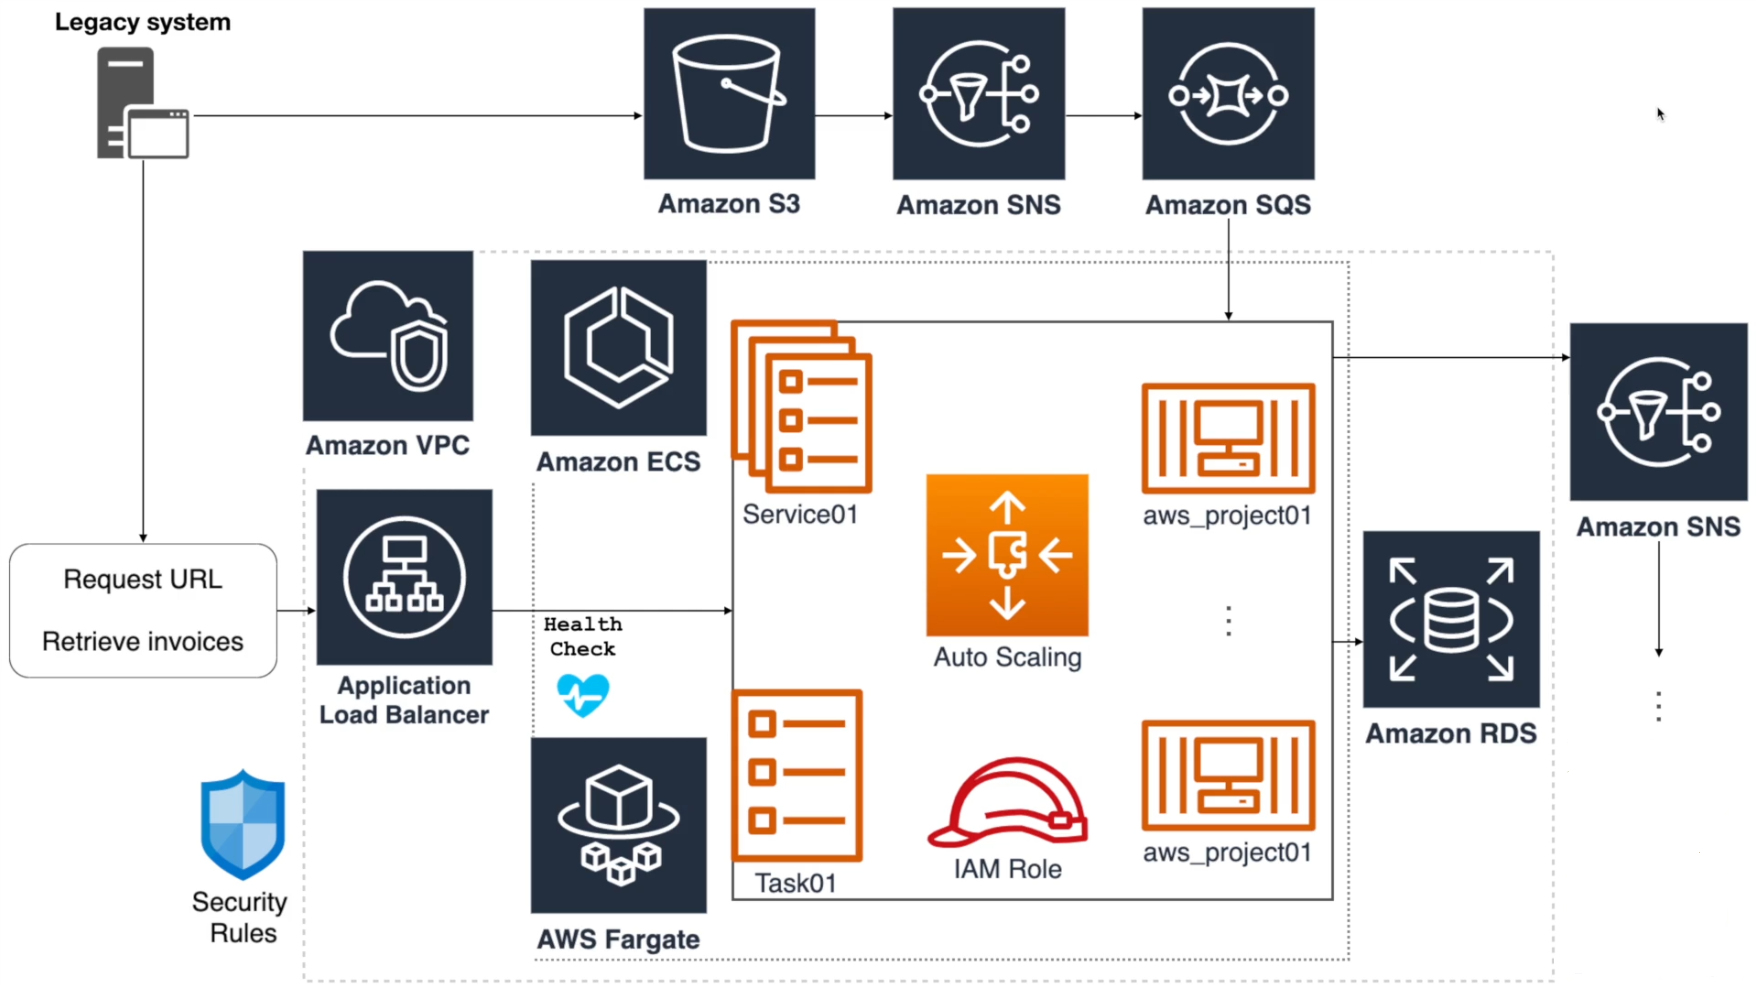 Legacy system
Amazon S3
Amazon SNS
Amazon SQS
Amazon VPC
Amazon ECS
Service01
aws_project01
Amazon SNS
Request URL
Retrieve invoices
Application
Load Balancer
Health
Check
Auto Scaling
Amazon RDS
Security
Rules
AWS Fargate
Task01
IAM Role
aws_project01